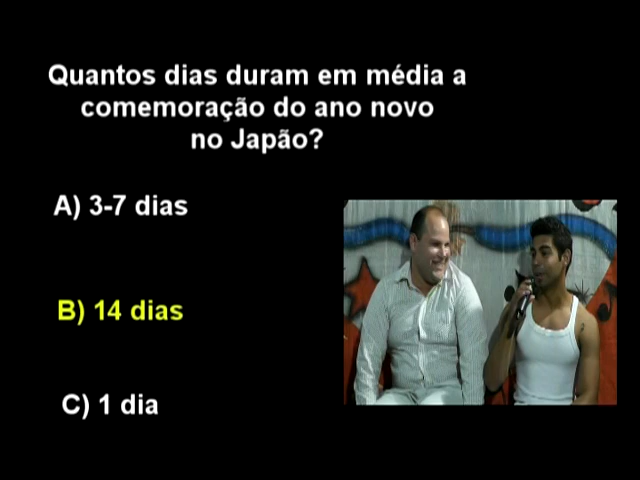 Quantos dias duram em média a
comemoração do ano novo
no Japão?
A) 3-7 dias
B) 14 dias
C) 1 dia